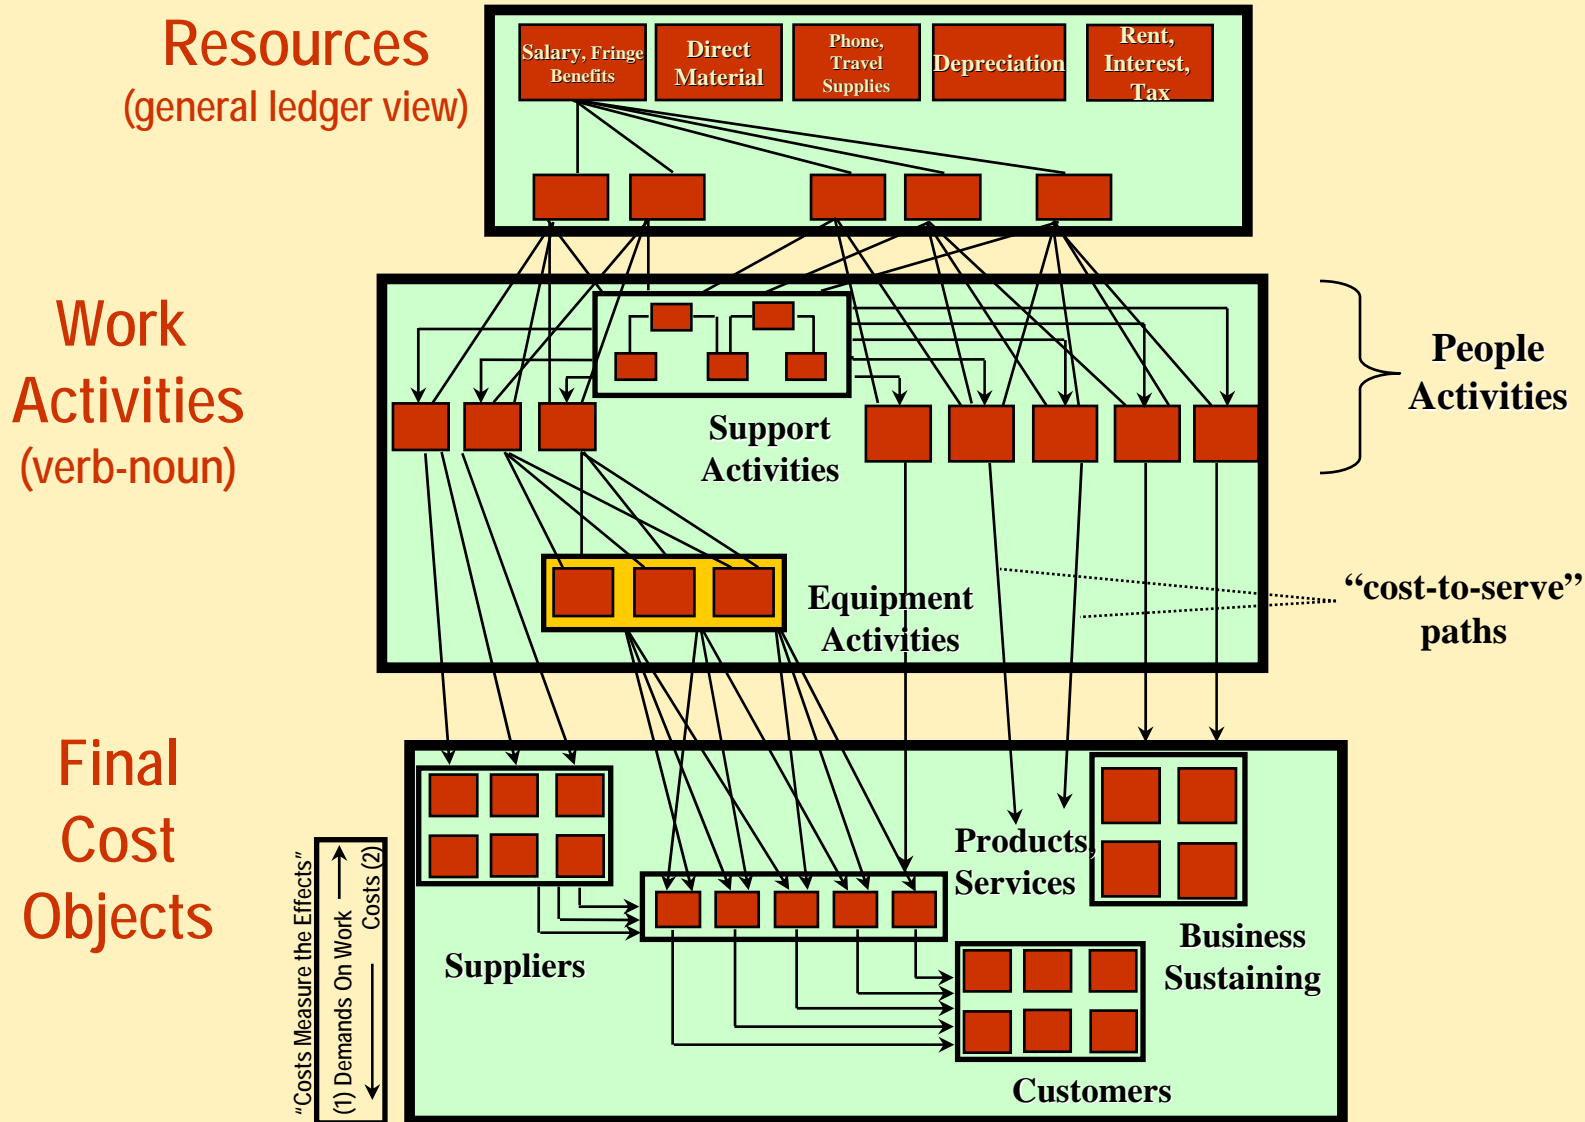 Resources
(general ledger view)
Salary, Fringe
Benefits
Direct
Material
Phone,
Travel
Supplies
Depreciation
Rent,
Interest,
Tax
Work
Activities
(verb-noun)
Support
Activities
People
Activities
Equipment
Activities
“cost-to-serve”
paths
Final
Cost
Objects
"Costs Measure the Effects"
(1) Demands On Work
Costs (2)
Suppliers
Products,
Services
Business
Sustaining
Customers